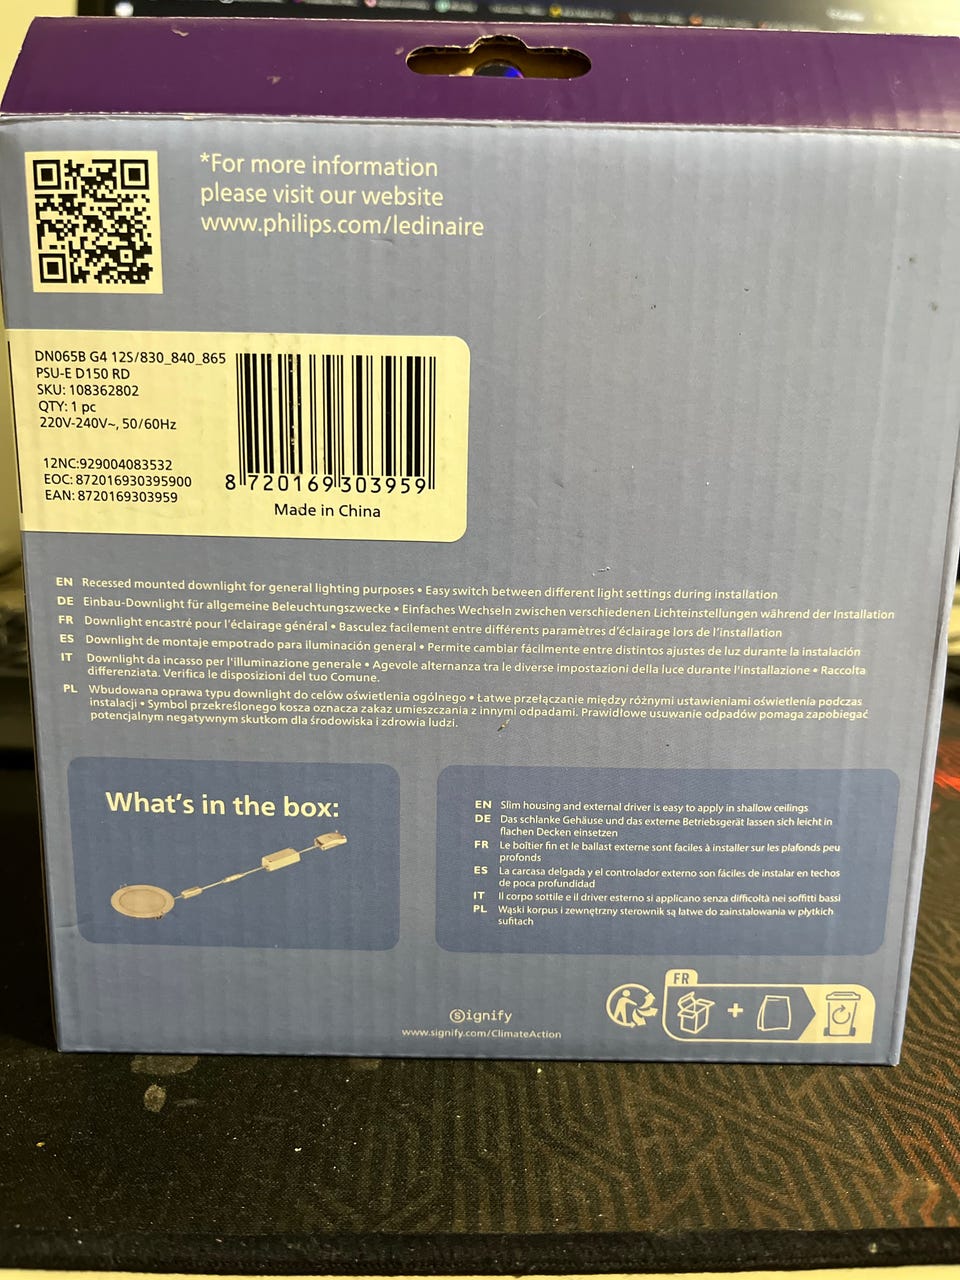 *For more information
please visit our website
www.philips.com/ledinaire
DN065B G4 12S/830_840_865
PSU-E D150 RD
SKU: 108362802
QTY: 1 pc
220V-240V~, 50/60Hz
12NC:929004083532
EOC: 872016930395900
EAN: 8720169303959
8 720169 303959
Made in China
EN Recessed mounted downlight for general lighting purposes • Easy switch between different light settings during installation
DE Einbau-Downlight für allgemeine Beleuchtungszwecke • Einfaches Wechseln zwischen verschiedenen Lichteinstellungen während der Installation
FR Downlight encastré pour l'éclairage général • Basculez facilement entre différents paramètres d'éclairage lors de l'installation
ES Downlight de montaje empotrado para iluminación general • Permite cambiar fácilmente entre distintos ajustes de luz durante la instalación
IT Downlight da incasso per l'illuminazione generale • Agevole alternanza tra le diverse impostazioni della luce durante l'installazione • Raccolta
differenziata. Verifica le disposizioni del tuo Comune.
PL Wbudowana oprawa typu downlight do celów oświetlenia ogólnego • Łatwe przełączanie między różnymi ustawieniami oświetlenia podczas
instalacji • Symbol przekreślonego kosza oznacza zakaz umieszczania z innymi odpadami. Prawidłowe usuwanie odpadów pomaga zapobiegać
potencjalnym negatywnym skutkom dla środowiska i zdrowia ludzi.
What's in the box:
EN Slim housing and external driver is easy to apply in shallow ceilings
DE Das schlanke Gehäuse und das externe Betriebsgerät lassen sich leicht in
flachen Decken einsetzen
FR Le boîtier fin et le ballast externe sont faciles à installer sur les plafonds peu
profonds
ES La carcasa delgada y el controlador externo son fáciles de instalar en techos
de poca profundidad
IT Il corpo sottile e il driver esterno si applicano senza difficoltà nei soffitti bassi
PL Wąski korpus i zewnętrzny sterownik są łatwe do zainstalowania w płytkich
sufitach
Signify
www.signify.com/ClimateAction
FR